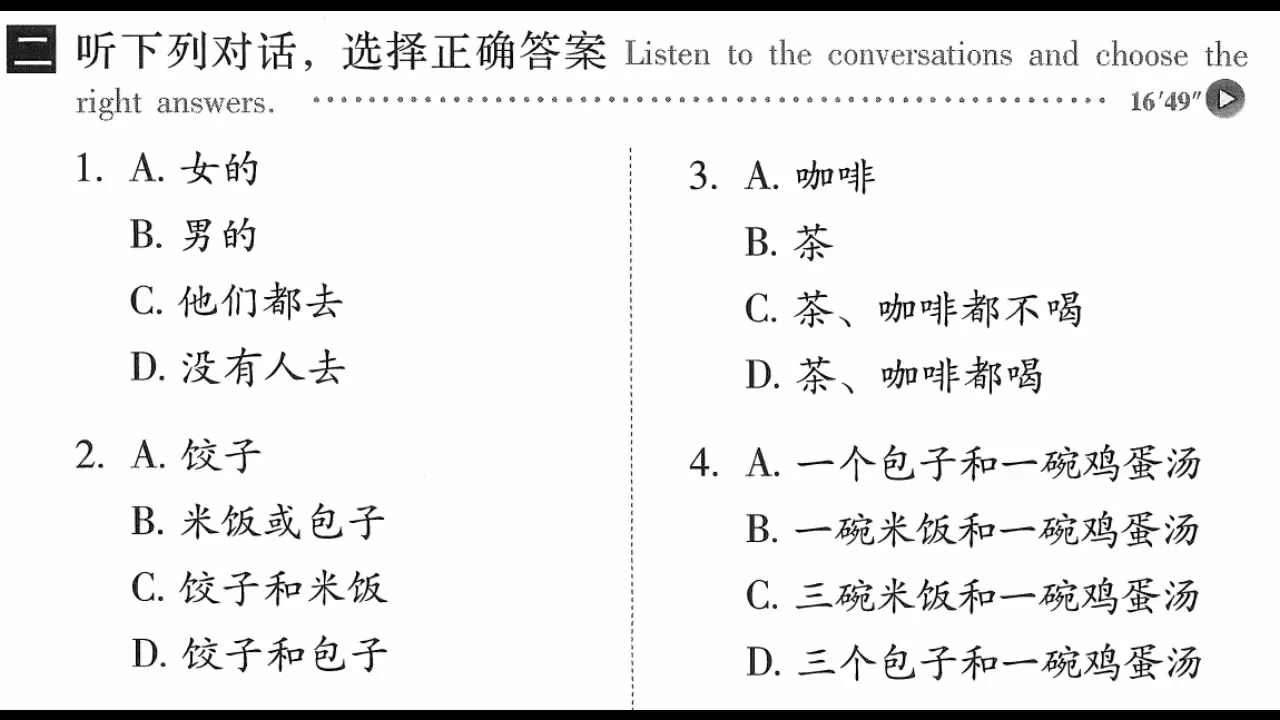 二 听下列对话，选择正确答案 Listen to the conversations and choose the
right answers. 16′49″
1. A. 女的
B. 男的
C. 他们都去
D. 没有人去
2. A. 饺子
B. 米饭或包子
C. 饺子和米饭
D. 饺子和包子
3. A. 咖啡
B. 茶
C. 茶、咖啡都不喝
D. 茶、咖啡都喝
4. A. 一个包子和一碗鸡蛋汤
B. 一碗米饭和一碗鸡蛋汤
C. 三碗米饭和一碗鸡蛋汤
D. 三个包子和一碗鸡蛋汤